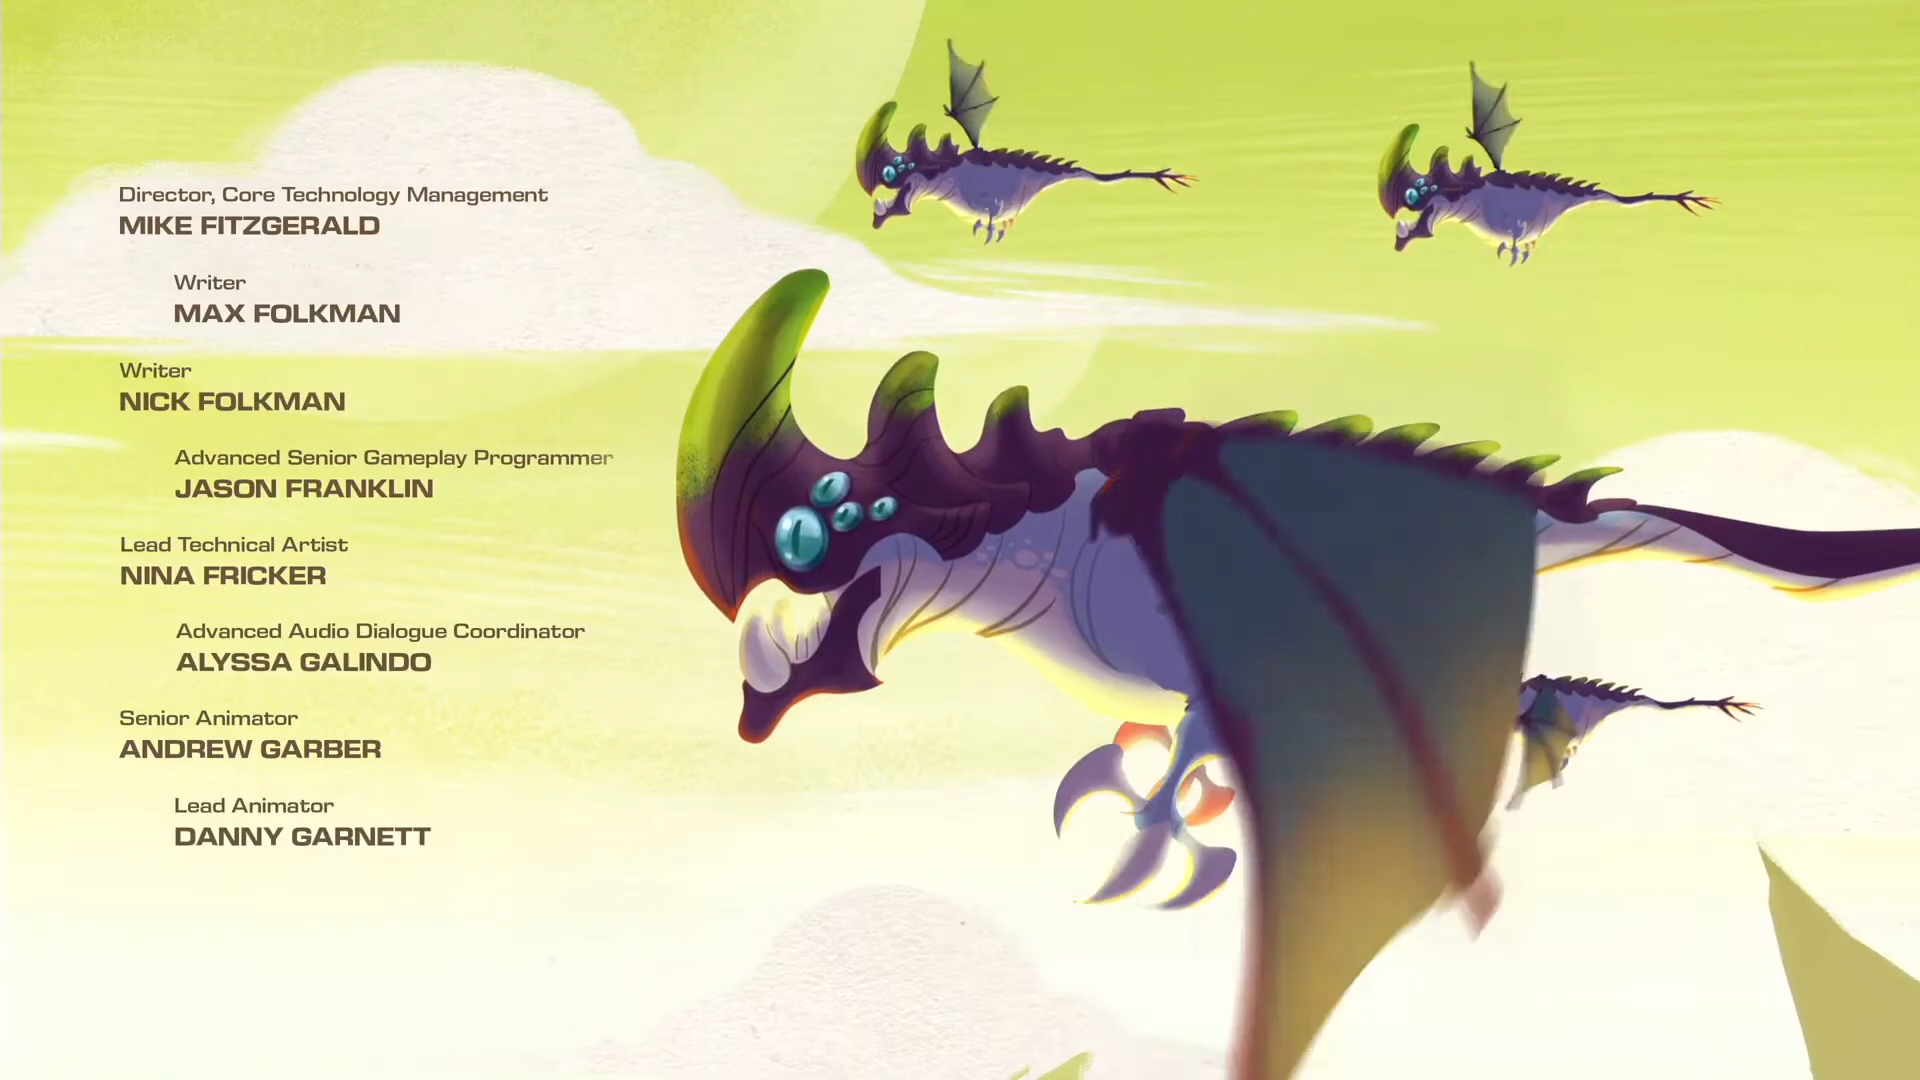 Director, Core Technology Management
MIKE FITZGERALD
Writer
MAX FOLKMAN
Writer
NICK FOLKMAN
Advanced Senior Gameplay Programmer
JASON FRANKLIN
Lead Technical Artist
NINA FRICKER
Advanced Audio Dialogue Coordinator
ALYSSA GALINDO
Senior Animator
ANDREW GARBER
Lead Animator
DANNY GARNETT